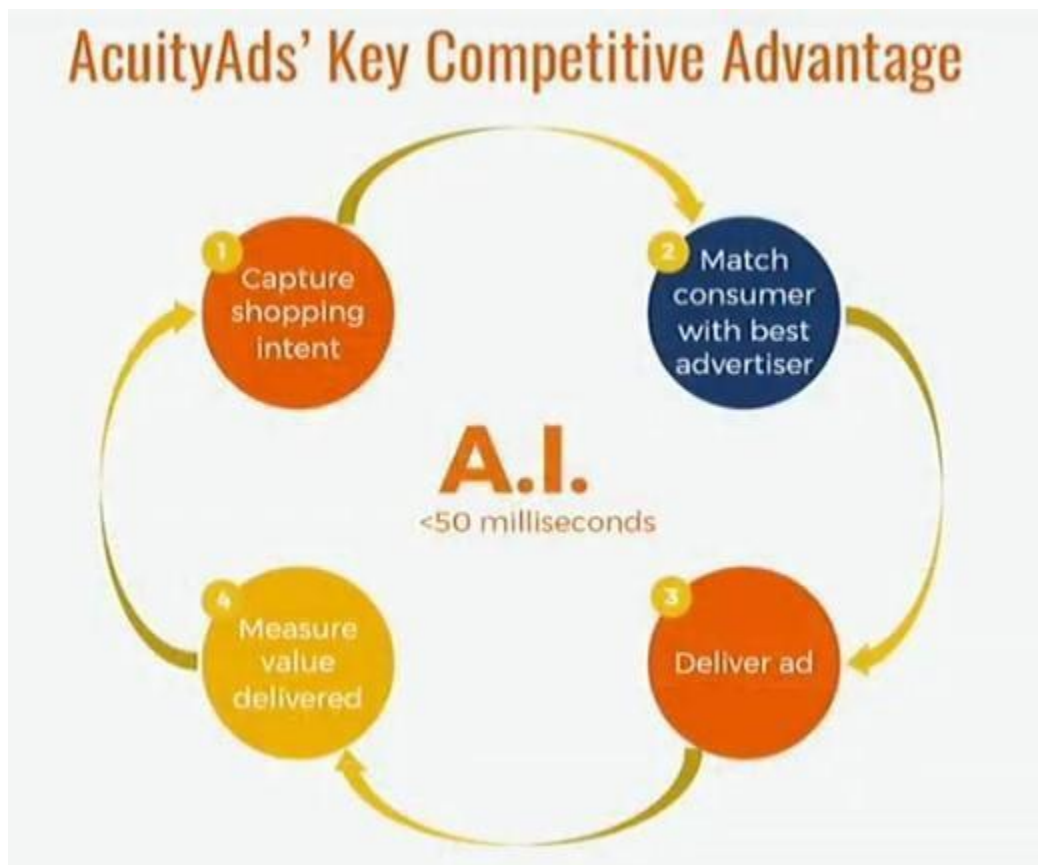 AcuityAds' Key Competitive Advantage
1
Capture
shopping
intent
2
Match
consumer
with best
advertiser
A.I.
<50 milliseconds
3
Deliver ad
4
Measure
value
delivered